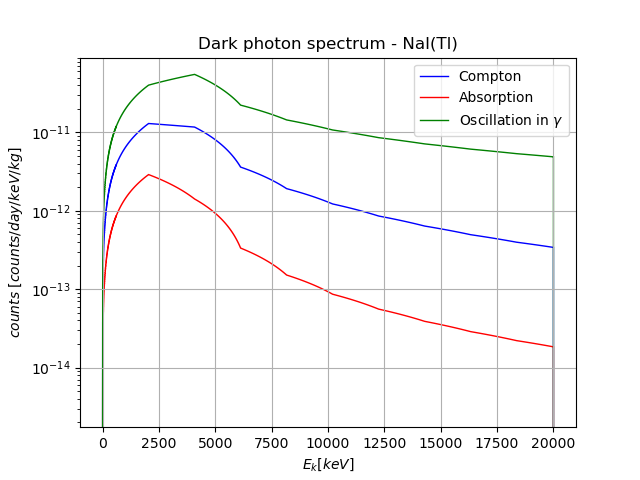 Dark photon spectrum - NaI(Tl)
Compton
Absorption
Oscillation in γ
counts [counts/day/keV/kg]
10⁻¹¹
10⁻¹²
10⁻¹³
10⁻¹⁴
0 2500 5000 7500 10000 12500 15000 17500 20000
E_k[keV]